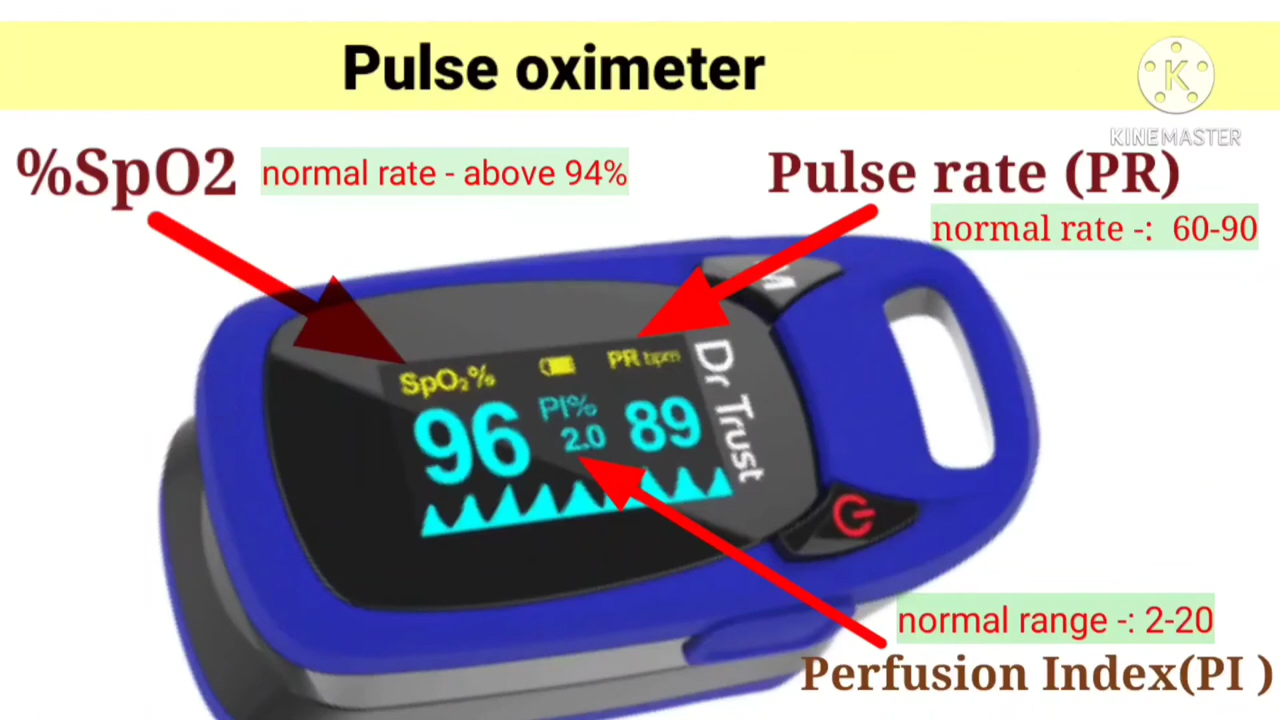 Pulse oximeter
K
KINEMASTER
%SpO2
normal rate - above 94%
Pulse rate (PR)
normal rate -: 60-90
M
SpO₂%
PR bpm
PI%
96
2.0
89
Dr Trust
normal range -: 2-20
Perfusion Index(PI )